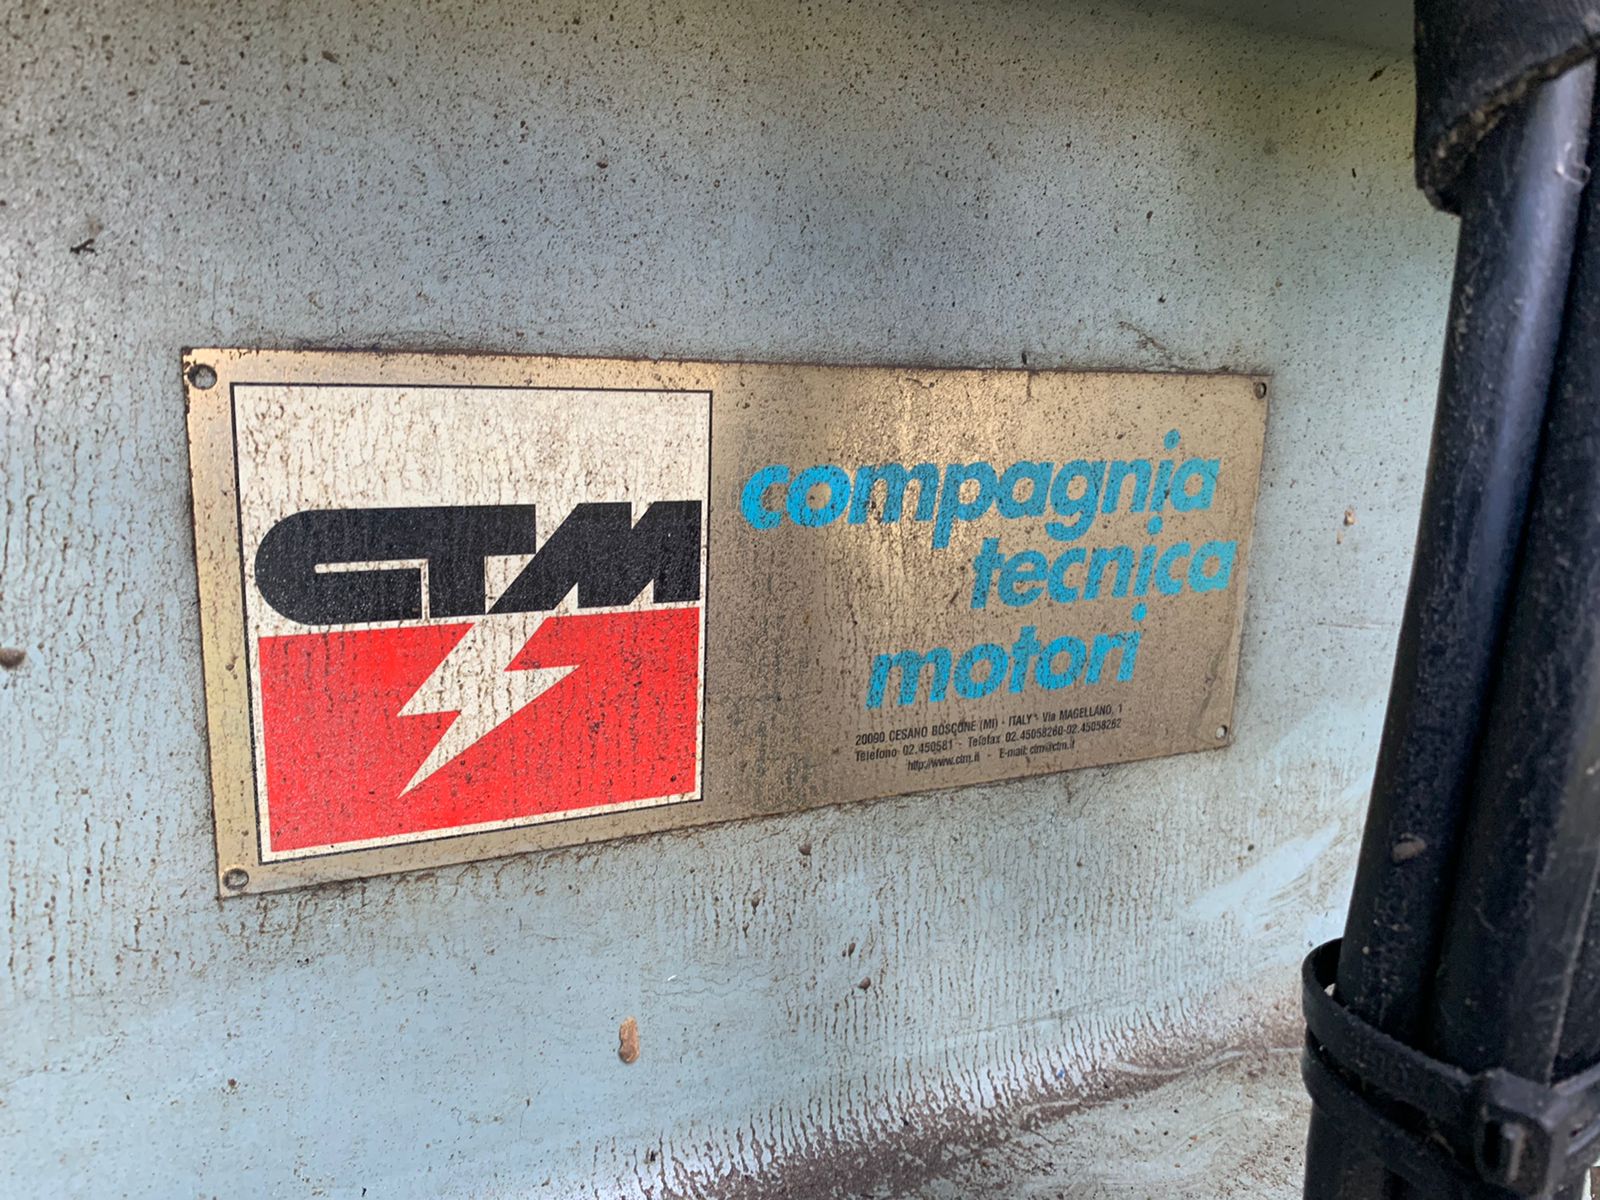 CTM
compagnia
tecnica
motori
20090 CESANO BOSCONE (MI) - ITALY - Via MAGELLANO, 1
Telefono 02.450581 - Telefax 02.45058260-02.45058262
http://www.ctm.it - E-mail: ctm@ctm.it